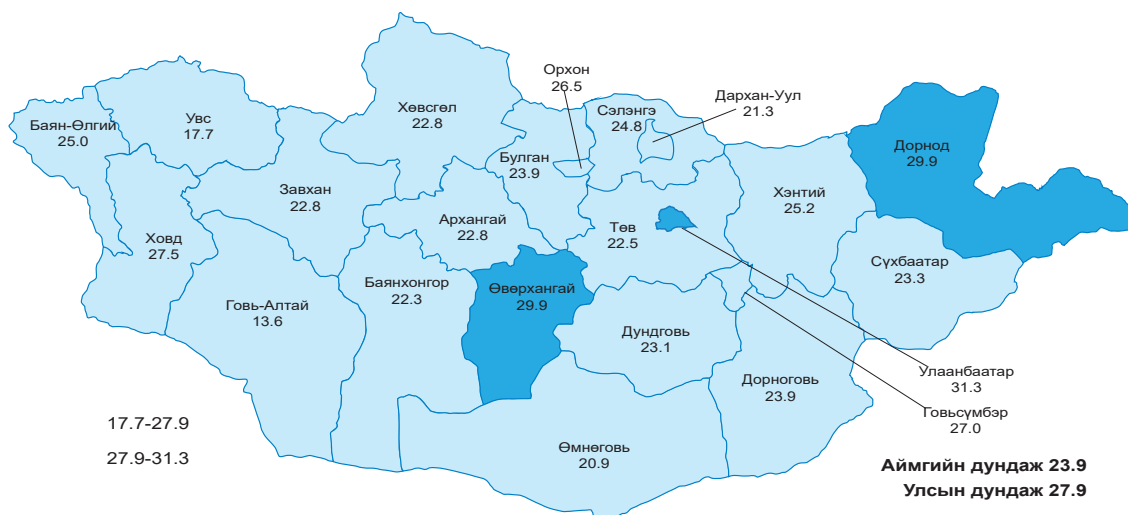 Орхон
26.5
Дархан-Уул
21.3
Сэлэнгэ
24.8
Хөвсгөл
22.8
Увс
17.7
Баян-Өлгий
25.0
Дорнод
29.9
Булган
23.9
Завхан
22.8
Хэнтий
25.2
Архангай
22.8
Төв
22.5
Ховд
27.5
Сүхбаатар
23.3
Баянхонгор
22.3
Өвөрхангай
29.9
Говь-Алтай
13.6
Дундговь
23.1
Улаанбаатар
31.3
Дорноговь
23.9
Говьсүмбэр
27.0
17.7-27.9
27.9-31.3
Өмнөговь
20.9
Аймгийн дундаж 23.9
Улсын дундаж 27.9